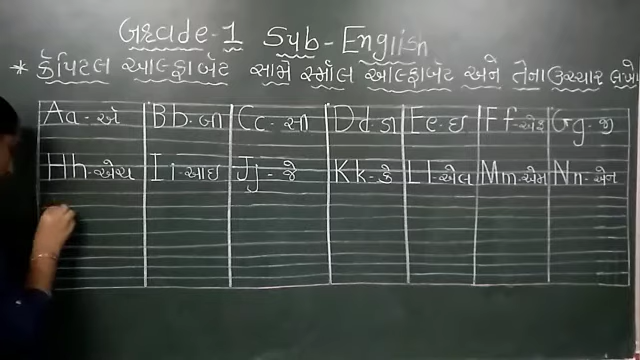 Grade-1 Sub-English
* કેપિટલ આલ્ફાબેટ સામે સ્મોલ આલ્ફાબેટ અને તેના ઉચ્ચાર લખો
Aa-એ Bb-બી Cc-સી Dd-ડી Ee-ઇ Ff-એફ Gg-જી
Hh-એચ Ii-આઇ Jj-જે Kk-કે Ll-એલ Mm-એમ Nn-એન